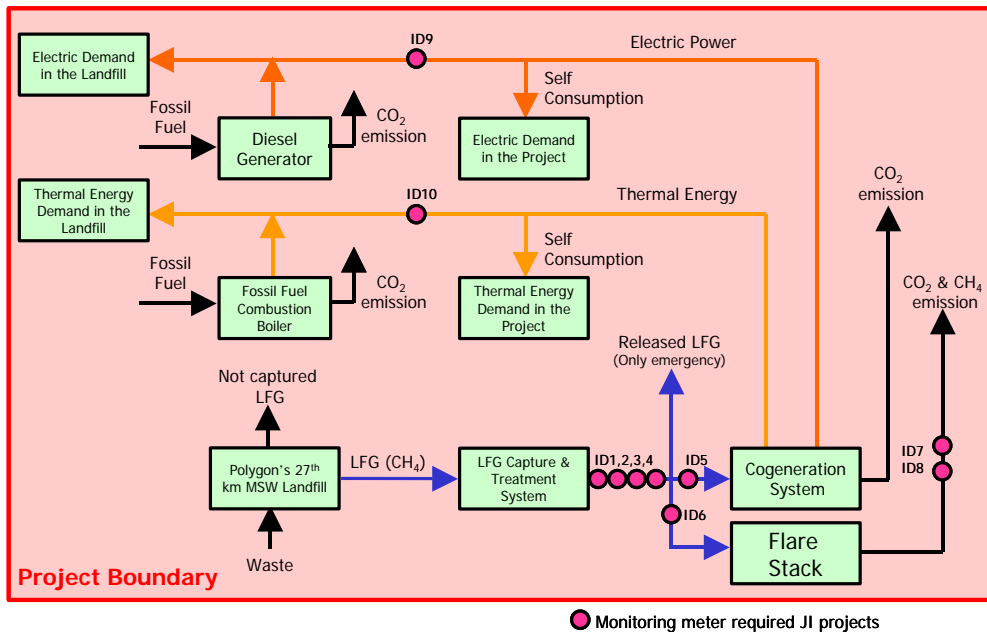 ID9
Electric Power
Electric Demand
in the Landfill
Self
Consumption
Fossil
Fuel
CO2
emission
Diesel
Generator
Electric Demand
in the Project
Thermal Energy
Demand in the
Landfill
ID10
Thermal Energy
CO2
emission
Self
Consumption
Fossil
Fuel
CO2
emission
Fossil Fuel
Combustion
Boiler
Thermal Energy
Demand in the
Project
CO2 & CH4
emission
Released LFG
(Only emergency)
Not captured
LFG
Polygon's 27th
km MSW Landfill
LFG (CH4)
LFG Capture &
Treatment
System
ID1,2,3,4
ID5
Cogeneration
System
ID7
ID8
ID6
Flare
Stack
Waste
Project Boundary
Monitoring meter required JI projects